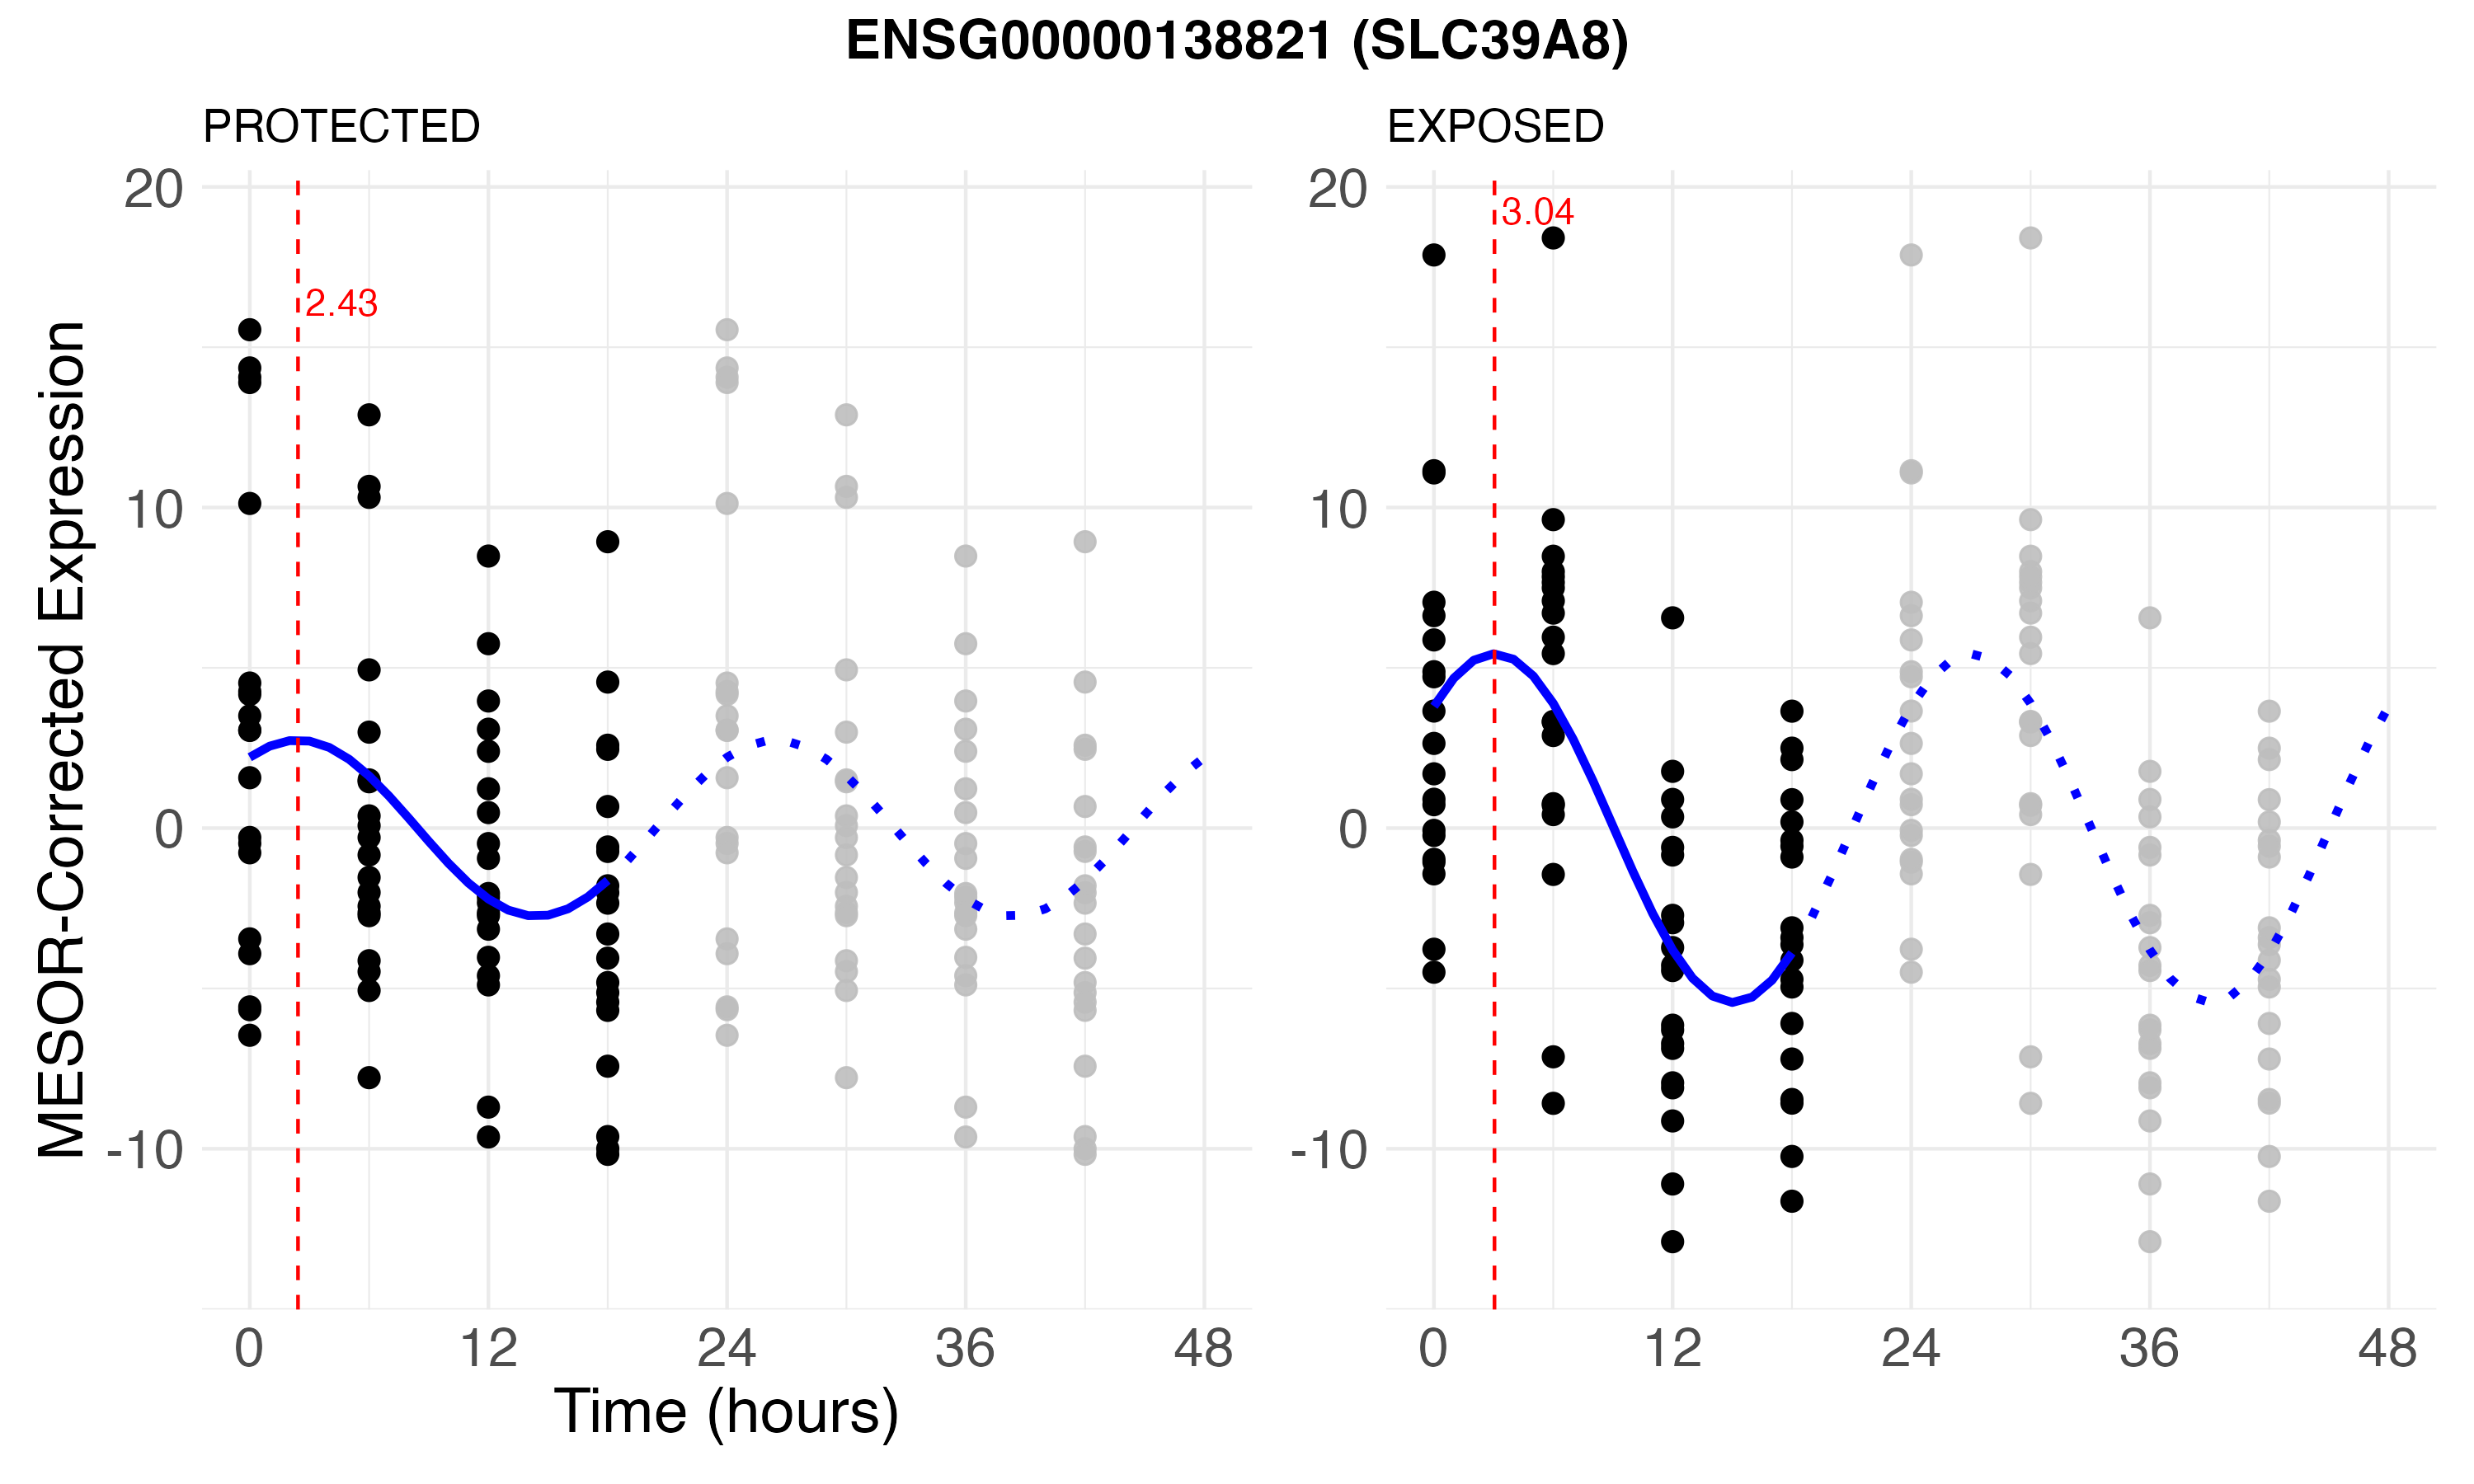 ENSG00000138821 (SLC39A8)
PROTECTED
EXPOSED
MESOR-Corrected Expression
20
10
0
-10
2.43
0 12 24 36 48
20
10
0
-10
3.04
0 12 24 36 48
Time (hours)